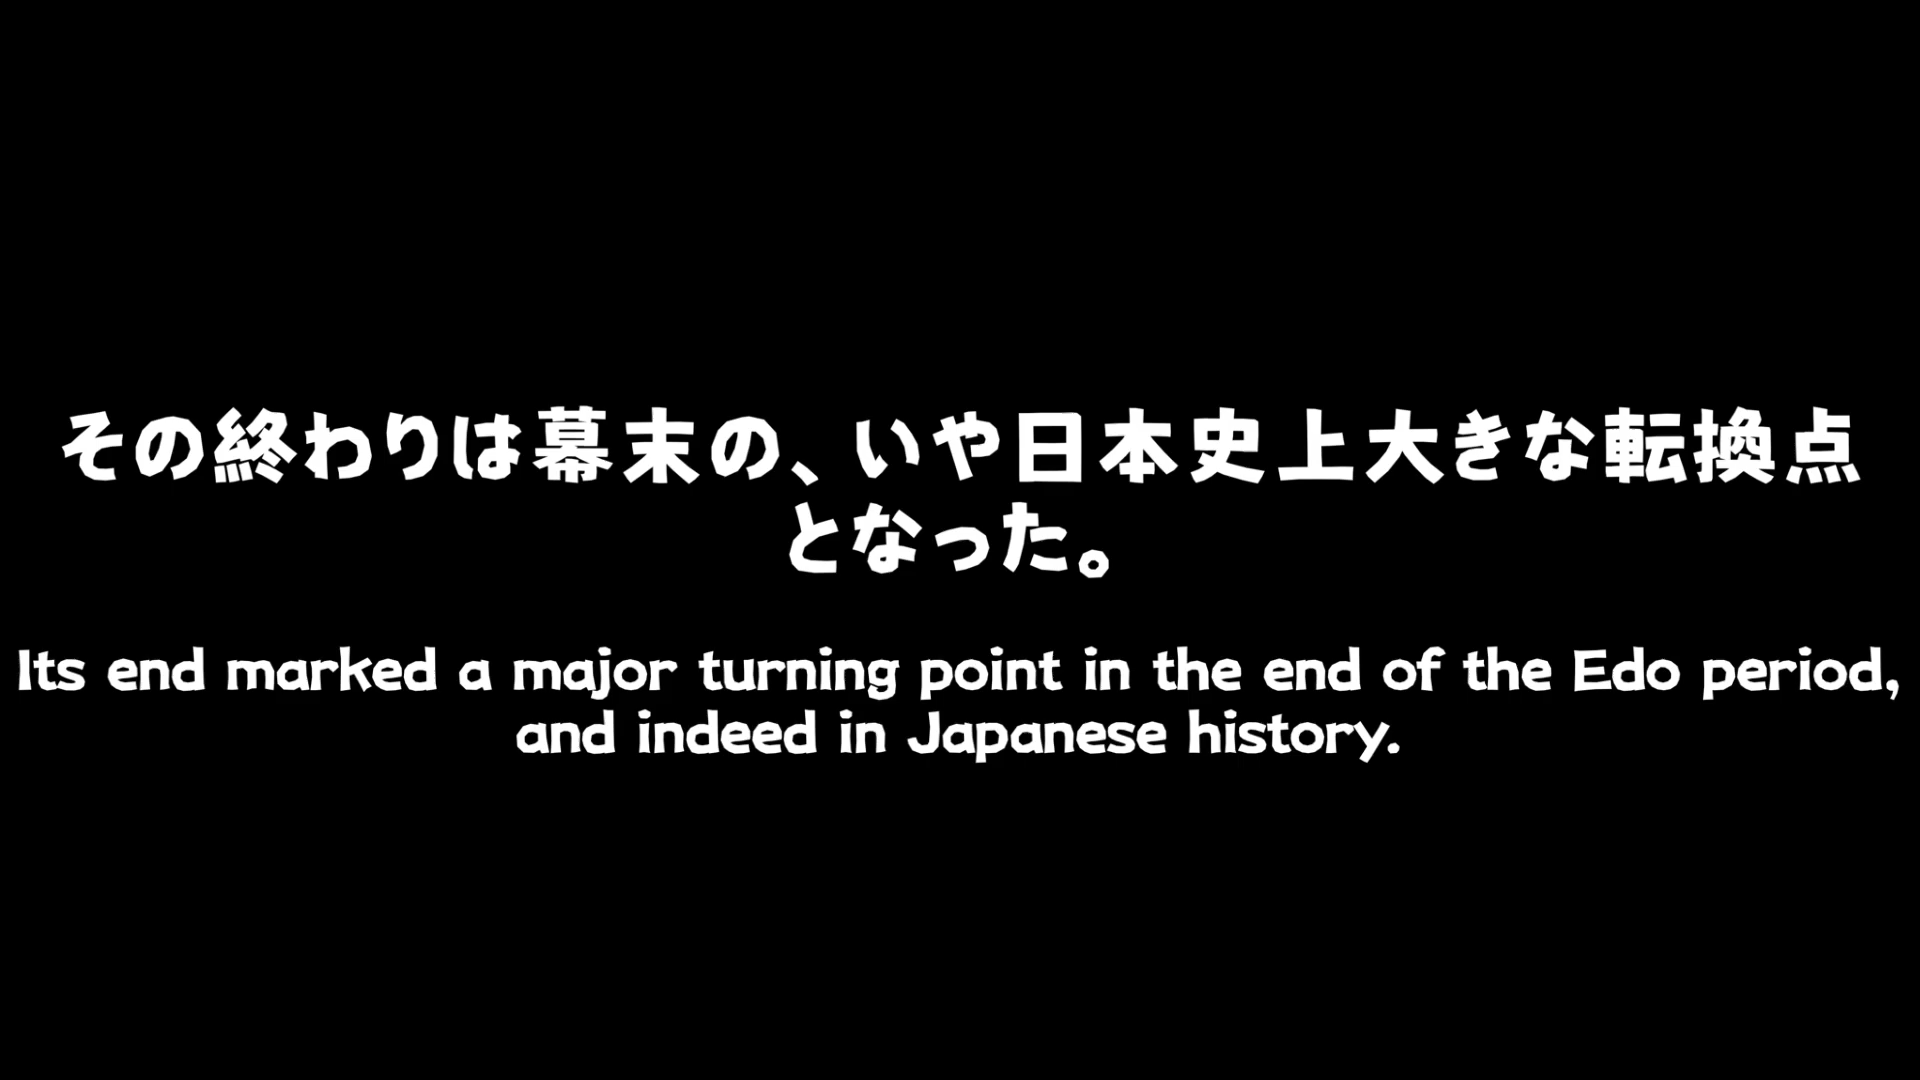 その終わりは幕末の、いや日本史上大きな転換点
となった。
Its end marked a major turning point in the end of the Edo period,
and indeed in Japanese history.